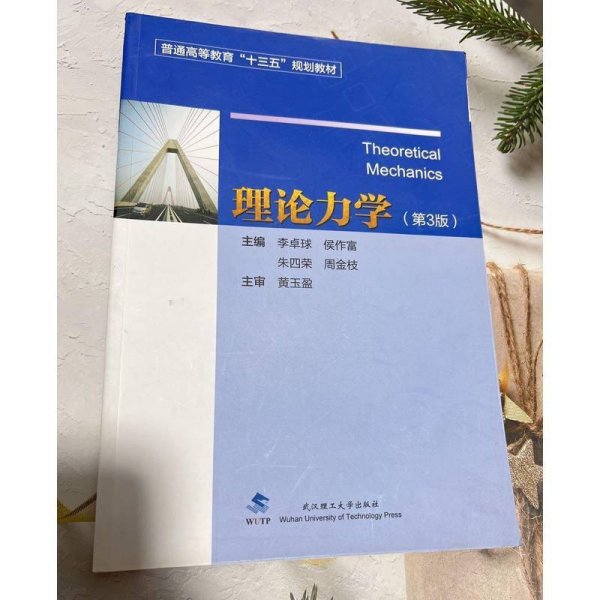 普通高等教育“十三五”规划教材
Theoretical
Mechanics
理论力学（第3版）
主编 李卓球 侯作富
朱四荣 周金枝
主审 黄玉盈
WUTP
武汉理工大学出版社
Wuhan University of Technology Press